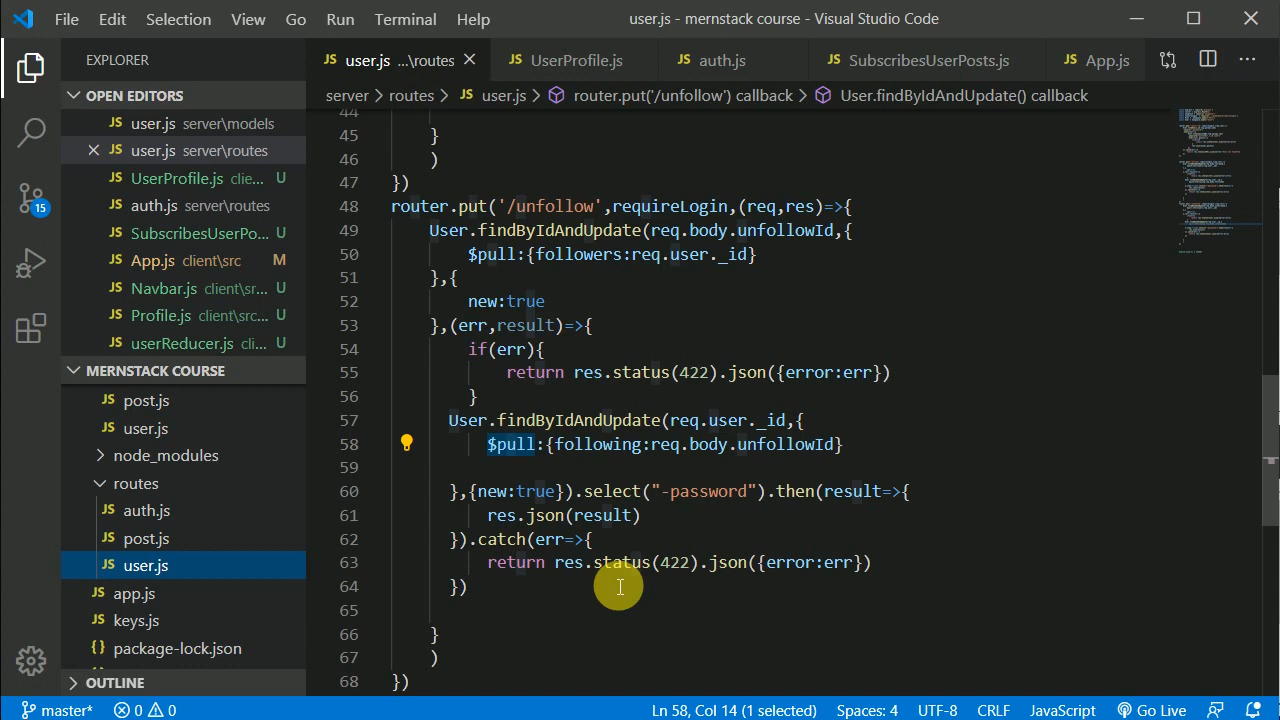 File Edit Selection View Go Run Terminal Help user.js - mernstack course - Visual Studio Code
EXPLORER
OPEN EDITORS
user.js server\models
user.js server\routes
UserProfile.js clie... U
auth.js server\routes
SubscribesUserPo... U
App.js client\src M
Navbar.js client\sr... U
Profile.js client\src... U
userReducer.js cli... U
MERNSTACK COURSE
post.js
user.js
node_modules
routes
auth.js
post.js
user.js
app.js
keys.js
package-lock.json
OUTLINE
15
user.js ...\routes UserProfile.js auth.js SubscribesUserPosts.js App.js
server > routes > JS user.js > router.put('/unfollow') callback > User.findByIdAndUpdate() callback
44
45 }
46 )
47 })
48 router.put('/unfollow',requireLogin,(req,res)=>{
49 User.findByIdAndUpdate(req.body.unfollowId,{
50 $pull:{followers:req.user._id}
51 },{
52 new:true
53 },(err,result)=>{
54 if(err){
55 return res.status(422).json({error:err})
56 }
57 User.findByIdAndUpdate(req.user._id,{
58 $pull:{following:req.body.unfollowId}
59
60 },{new:true}).select("-password").then(result=>{
61 res.json(result)
62 }).catch(err=>{
63 return res.status(422).json({error:err})
64 })
65
66 }
67 )
68 })
master* 0 0 Ln 58, Col 14 (1 selected) Spaces: 4 UTF-8 CRLF JavaScript Go Live